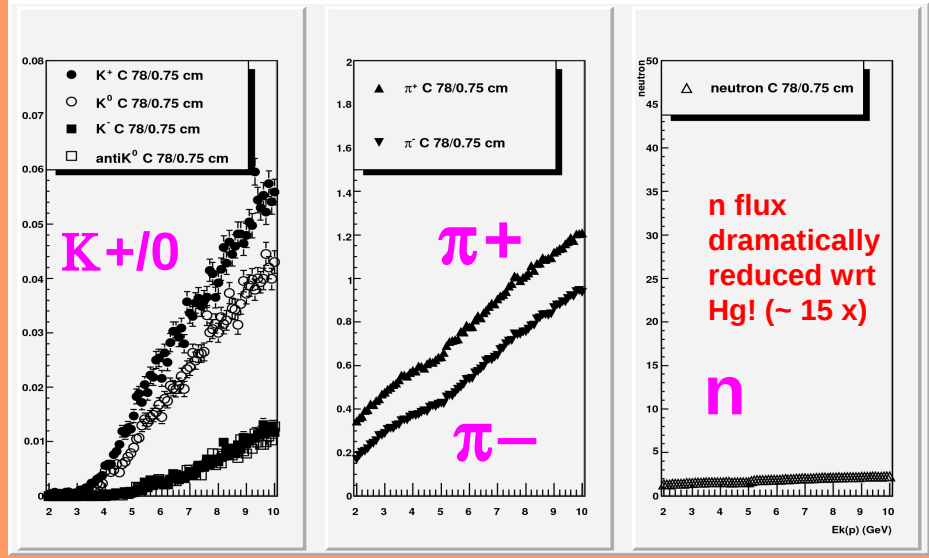 0.08
0.07
0.06
0.05
0.04
0.03
0.02
0.01
0
K⁺ C 78/0.75 cm
K⁰ C 78/0.75 cm
K⁻ C 78/0.75 cm
antiK⁰ C 78/0.75 cm
K+/0
2 3 4 5 6 7 8 9 10
2
1.8
1.6
1.4
1.2
1
0.8
0.6
0.4
0.2
0
π⁺ C 78/0.75 cm
π⁻ C 78/0.75 cm
π+
π−
2 3 4 5 6 7 8 9 10
neutron
50
45
40
35
30
25
20
15
10
5
0
neutron C 78/0.75 cm
n flux
dramatically
reduced wrt
Hg! (~ 15 x)
n
2 3 4 5 6 7 8 9 10
Ek(p) (GeV)